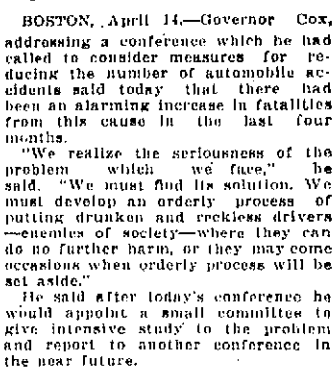 BOSTON, April 14.—Governor Cox,
addressing a conference which he had
called to consider measures for re-
ducing the number of automobile ac-
cidents said today that there had
been an alarming increase in fatalities
from this cause in the last four
months.
"We realize the seriousness of the
problem which we face," he
said. "We must find its solution. We
must develop an orderly process of
putting drunken and reckless drivers
—enemies of society—where they can
do no further harm, or they may come
occasions when orderly process will be
set aside."
He said after today's conference he
would appoint a small committee to
give intensive study to the problem
and report to another conference in
the near future.